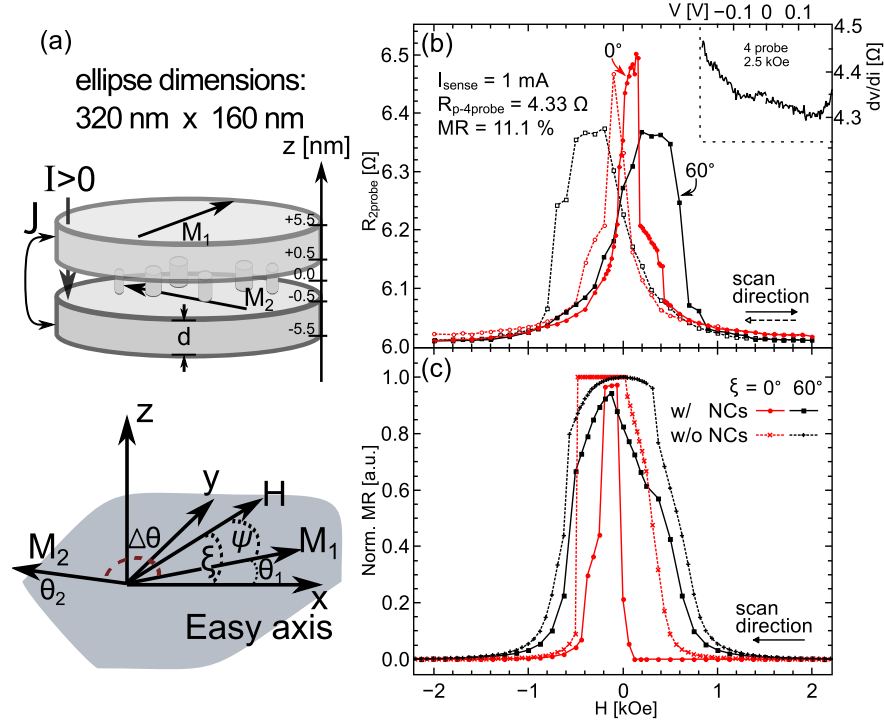 (a)
ellipse dimensions:
320 nm x 160 nm
z [nm]
I>0
J
M1
+5.5
+0.5
0.0
-0.5
-5.5
M2
d
z
y
H
M1
M2
Δθ
ξ
ψ
θ1
θ2
x
Easy axis
(b)
V [V]
−0.1
0
0.1
4.5
4.4
4.3
dv/di [Ω]
4 probe
2.5 kOe
0°
Isense = 1 mA
Rp-4probe = 4.33 Ω
MR = 11.1 %
60°
scan
direction
6.5
6.4
6.3
6.2
6.1
6.0
R2probe [Ω]
(c)
ξ = 0° 60°
w/ NCs
w/o NCs
scan
direction
1.0
0.8
0.6
0.4
0.2
0.0
Norm. MR [a.u.]
−2
−1
0
1
2
H [kOe]